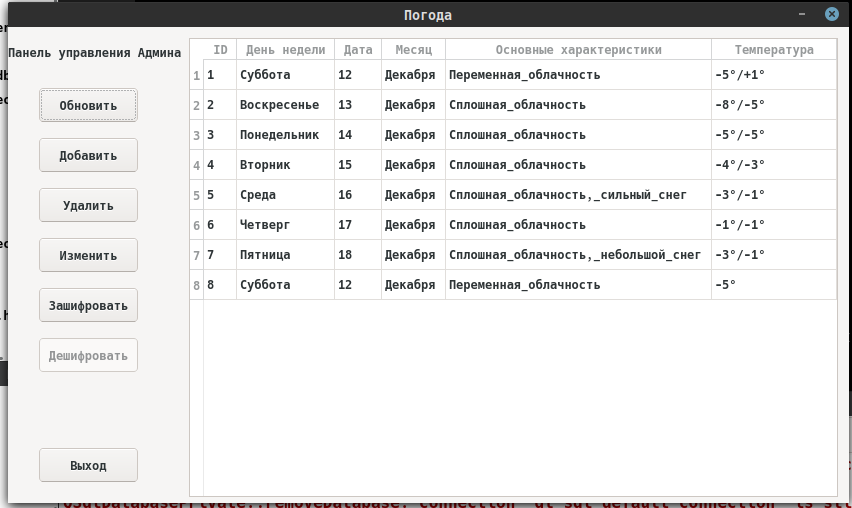 Погода
Панель управления Админа
Обновить
Добавить
Удалить
Изменить
Зашифровать
Дешифровать
Выход
ID День недели Дата Месяц Основные характеристики Температура
1 1 Суббота 12 Декабря Переменная_облачность -5°/+1°
2 2 Воскресенье 13 Декабря Сплошная_облачность -8°/-5°
3 3 Понедельник 14 Декабря Сплошная_облачность -5°/-5°
4 4 Вторник 15 Декабря Сплошная_облачность -4°/-3°
5 5 Среда 16 Декабря Сплошная_облачность,_сильный_снег -3°/-1°
6 6 Четверг 17 Декабря Сплошная_облачность -1°/-1°
7 7 Пятница 18 Декабря Сплошная_облачность,_небольшой_снег -3°/-1°
8 8 Суббота 12 Декабря Переменная_облачность -5°